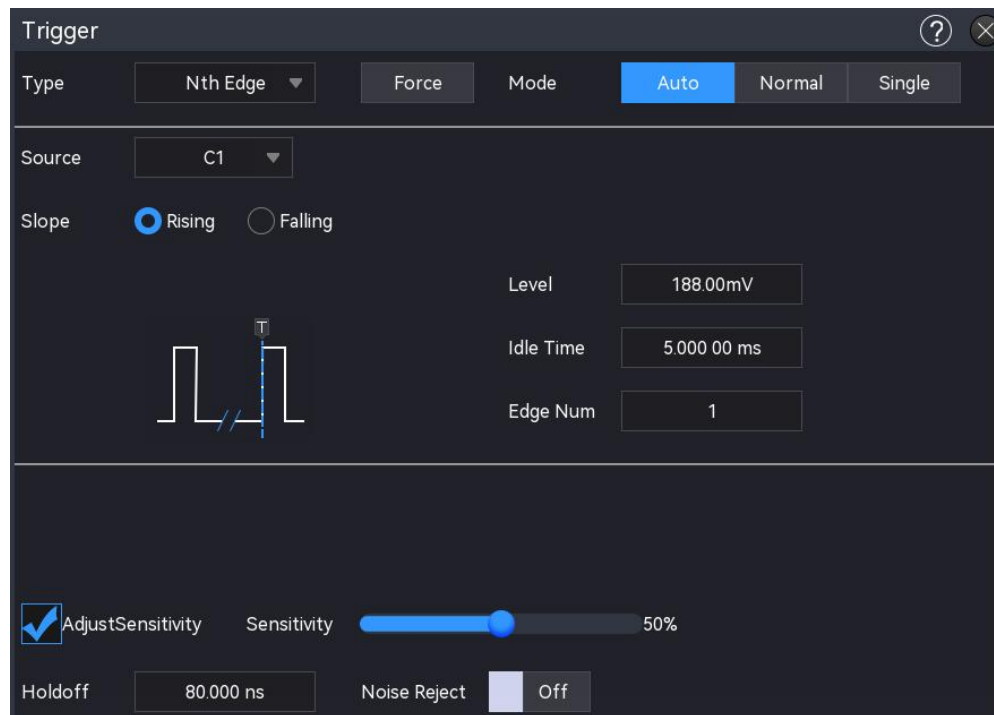 Trigger ?
Type Nth Edge Force Mode Auto Normal Single
Source C1
Slope Rising Falling
Level 188.00mV
T
Idle Time 5.000 00 ms
Edge Num 1
AdjustSensitivity Sensitivity 50%
Holdoff 80.000 ns Noise Reject Off